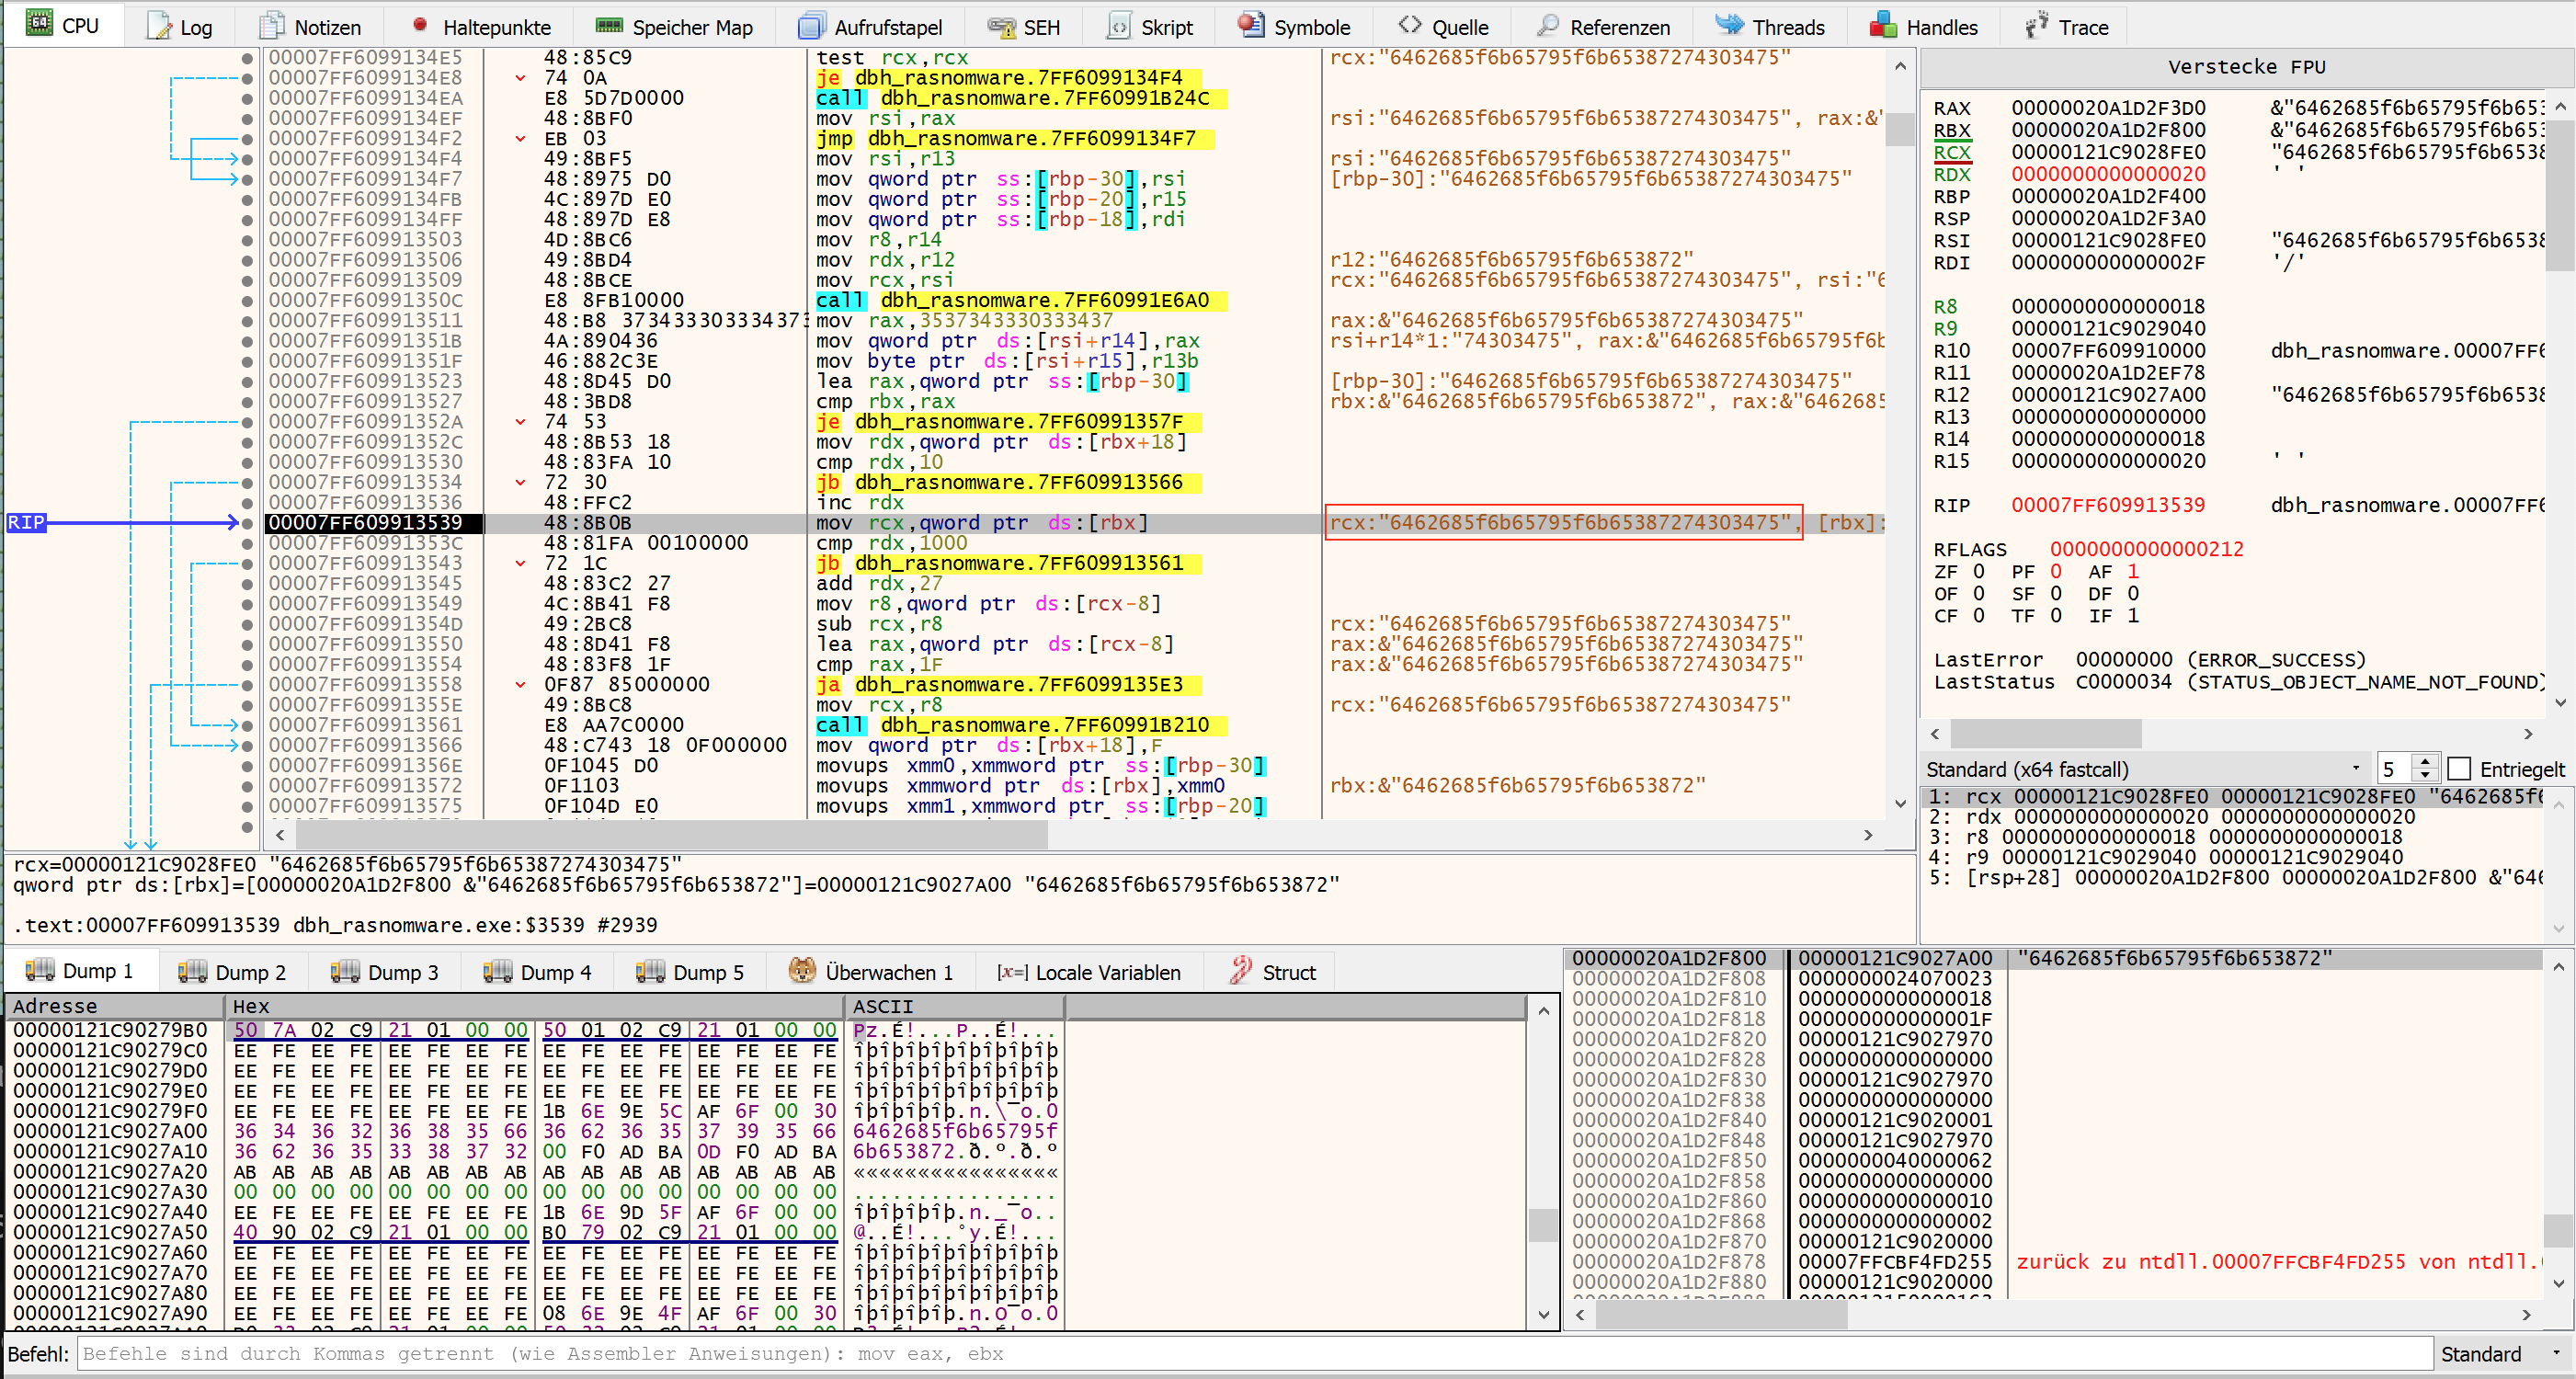 CPU Log Notizen Haltepunkte Speicher Map Aufrufstapel SEH Skript Symbole Quelle Referenzen Threads Handles Trace
00007FF6099134E5 48:85C9 test rcx,rcx rcx:"6462685f6b65795f6b65387274303475"
00007FF6099134E8 74 0A je dbh_rasnomware.7FF6099134F4
00007FF6099134EA E8 5D7D0000 call dbh_rasnomware.7FF60991B24C
00007FF6099134EF 48:8BF0 mov rsi,rax rsi:"6462685f6b65795f6b65387274303475", rax:&"
00007FF6099134F2 EB 03 jmp dbh_rasnomware.7FF6099134F7
00007FF6099134F4 49:8BF5 mov rsi,r13 rsi:"6462685f6b65795f6b65387274303475"
00007FF6099134F7 48:8975 D0 mov qword ptr ss:[rbp-30],rsi [rbp-30]:"6462685f6b65795f6b65387274303475"
00007FF6099134FB 4C:897D E0 mov qword ptr ss:[rbp-20],r15
00007FF6099134FF 48:897D E8 mov qword ptr ss:[rbp-18],rdi
00007FF609913503 4D:8BC6 mov r8,r14
00007FF609913506 49:8BD4 mov rdx,r12 r12:"6462685f6b65795f6b653872"
00007FF609913509 48:8BCE mov rcx,rsi rcx:"6462685f6b65795f6b65387274303475", rsi:"6
00007FF60991350C E8 8FB10000 call dbh_rasnomware.7FF60991E6A0
00007FF609913511 48:B8 373433303334373 mov rax,3537343330333437 rax:&"6462685f6b65795f6b65387274303475"
00007FF60991351B 4A:890436 mov qword ptr ds:[rsi+r14],rax rsi+r14*1:"74303475", rax:&"6462685f6b65795f6b
00007FF60991351F 46:882C3E mov byte ptr ds:[rsi+r15],r13b
00007FF609913523 48:8D45 D0 lea rax,qword ptr ss:[rbp-30] [rbp-30]:"6462685f6b65795f6b65387274303475"
00007FF609913527 48:3BD8 cmp rbx,rax rbx:&"6462685f6b65795f6b653872", rax:&"6462685
00007FF60991352A 74 53 je dbh_rasnomware.7FF60991357F
00007FF60991352C 48:8B53 18 mov rdx,qword ptr ds:[rbx+18]
00007FF609913530 48:83FA 10 cmp rdx,10
00007FF609913534 72 30 jb dbh_rasnomware.7FF609913566
00007FF609913536 48:FFC2 inc rdx
RIP 00007FF609913539 48:8B0B mov rcx,qword ptr ds:[rbx] rcx:"6462685f6b65795f6b65387274303475", [rbx]:
00007FF60991353C 48:81FA 00100000 cmp rdx,1000
00007FF609913543 72 1C jb dbh_rasnomware.7FF609913561
00007FF609913545 48:83C2 27 add rdx,27
00007FF609913549 4C:8B41 F8 mov r8,qword ptr ds:[rcx-8]
00007FF60991354D 49:2BC8 sub rcx,r8 rcx:"6462685f6b65795f6b65387274303475"
00007FF609913550 48:8D41 F8 lea rax,qword ptr ds:[rcx-8] rax:&"6462685f6b65795f6b65387274303475"
00007FF609913554 48:83F8 1F cmp rax,1F rax:&"6462685f6b65795f6b65387274303475"
00007FF609913558 0F87 85000000 ja dbh_rasnomware.7FF6099135E3
00007FF60991355E 49:8BC8 mov rcx,r8 rcx:"6462685f6b65795f6b65387274303475"
00007FF609913561 E8 AA7C0000 call dbh_rasnomware.7FF60991B210
00007FF609913566 48:C743 18 0F000000 mov qword ptr ds:[rbx+18],F
00007FF60991356E 0F1045 D0 movups xmm0,xmmword ptr ss:[rbp-30]
00007FF609913572 0F1103 movups xmmword ptr ds:[rbx],xmm0 rbx:&"6462685f6b65795f6b653872"
00007FF609913575 0F104D E0 movups xmm1,xmmword ptr ss:[rbp-20]
Verstecke FPU
RAX 00000020A1D2F3D0 &"6462685f6b65795f6b653
RBX 00000020A1D2F800 &"6462685f6b65795f6b653
RCX 00000121C9028FE0 "6462685f6b65795f6b6538
RDX 0000000000000020 ' '
RBP 00000020A1D2F400
RSP 00000020A1D2F3A0
RSI 00000121C9028FE0 "6462685f6b65795f6b6538
RDI 000000000000002F '/'
R8 0000000000000018
R9 00000121C9029040
R10 00007FF609910000 dbh_rasnomware.00007FF6
R11 00000020A1D2EF78
R12 00000121C9027A00 "6462685f6b65795f6b6538
R13 0000000000000000
R14 0000000000000018
R15 0000000000000020 ' '
RIP 00007FF609913539 dbh_rasnomware.00007FF6
RFLAGS 0000000000000212
ZF 0 PF 0 AF 1
OF 0 SF 0 DF 0
CF 0 TF 0 IF 1
LastError 00000000 (ERROR_SUCCESS)
LastStatus C0000034 (STATUS_OBJECT_NAME_NOT_FOUND)
Standard (x64 fastcall) 5 Entriegelt
1: rcx 00000121C9028FE0 00000121C9028FE0 "6462685f6
2: rdx 0000000000000020 0000000000000020
3: r8 0000000000000018 0000000000000018
4: r9 00000121C9029040 00000121C9029040
5: [rsp+28] 00000020A1D2F800 00000020A1D2F800 &"646
rcx=00000121C9028FE0 "6462685f6b65795f6b65387274303475"
qword ptr ds:[rbx]=[00000020A1D2F800 &"6462685f6b65795f6b653872"]=00000121C9027A00 "6462685f6b65795f6b653872"
.text:00007FF609913539 dbh_rasnomware.exe:$3539 #2939
Dump 1 Dump 2 Dump 3 Dump 4 Dump 5 Überwachen 1 [x=] Locale Variablen Struct
Adresse Hex ASCII
00000121C90279B0 50 7A 02 C9 21 01 00 00 50 01 02 C9 21 01 00 00 Pz.É!...P..É!...
00000121C90279C0 EE FE EE FE EE FE EE FE EE FE EE FE EE FE EE FE îþîþîþîþîþîþîþîþ
00000121C90279D0 EE FE EE FE EE FE EE FE EE FE EE FE EE FE EE FE îþîþîþîþîþîþîþîþ
00000121C90279E0 EE FE EE FE EE FE EE FE EE FE EE FE EE FE EE FE îþîþîþîþîþîþîþîþ
00000121C90279F0 EE FE EE FE EE FE EE FE 1B 6E 9E 5C AF 6F 00 30 îþîþîþîþ.n.\¯o.0
00000121C9027A00 36 34 36 32 36 38 35 66 36 62 36 35 37 39 35 66 6462685f6b65795f
00000121C9027A10 36 62 36 35 33 38 37 32 00 F0 AD BA 0D F0 AD BA 6b653872.ð.º.ð.º
00000121C9027A20 AB AB AB AB AB AB AB AB AB AB AB AB AB AB AB AB ««««««««««««««««
00000121C9027A30 00 00 00 00 00 00 00 00 00 00 00 00 00 00 00 00 ................
00000121C9027A40 EE FE EE FE EE FE EE FE 1B 6E 9D 5F AF 6F 00 00 îþîþîþîþ.n._¯o..
00000121C9027A50 40 90 02 C9 21 01 00 00 B0 79 02 C9 21 01 00 00 @..É!...°y.É!...
00000121C9027A60 EE FE EE FE EE FE EE FE EE FE EE FE EE FE EE FE îþîþîþîþîþîþîþîþ
00000121C9027A70 EE FE EE FE EE FE EE FE EE FE EE FE EE FE EE FE îþîþîþîþîþîþîþîþ
00000121C9027A80 EE FE EE FE EE FE EE FE EE FE EE FE EE FE EE FE îþîþîþîþîþîþîþîþ
00000121C9027A90 EE FE EE FE EE FE EE FE 08 6E 9E 4F AF 6F 00 30 îþîþîþîþ.n.O¯o.0
00000020A1D2F800 00000121C9027A00 "6462685f6b65795f6b653872"
00000020A1D2F808 0000000024070023
00000020A1D2F810 0000000000000018
00000020A1D2F818 000000000000001F
00000020A1D2F820 00000121C9027970
00000020A1D2F828 0000000000000000
00000020A1D2F830 00000121C9027970
00000020A1D2F838 0000000000000000
00000020A1D2F840 00000121C9020001
00000020A1D2F848 00000121C9027970
00000020A1D2F850 0000000040000062
00000020A1D2F858 0000000000000000
00000020A1D2F860 0000000000000010
00000020A1D2F868 0000000000000002
00000020A1D2F870 00000121C9020000
00000020A1D2F878 00007FFCBF4FD255 zurück zu ntdll.00007FFCBF4FD255 von ntdll.
00000020A1D2F880 00000121C9020000
Befehl: Befehle sind durch Kommas getrennt (wie Assembler Anweisungen): mov eax, ebx Standard